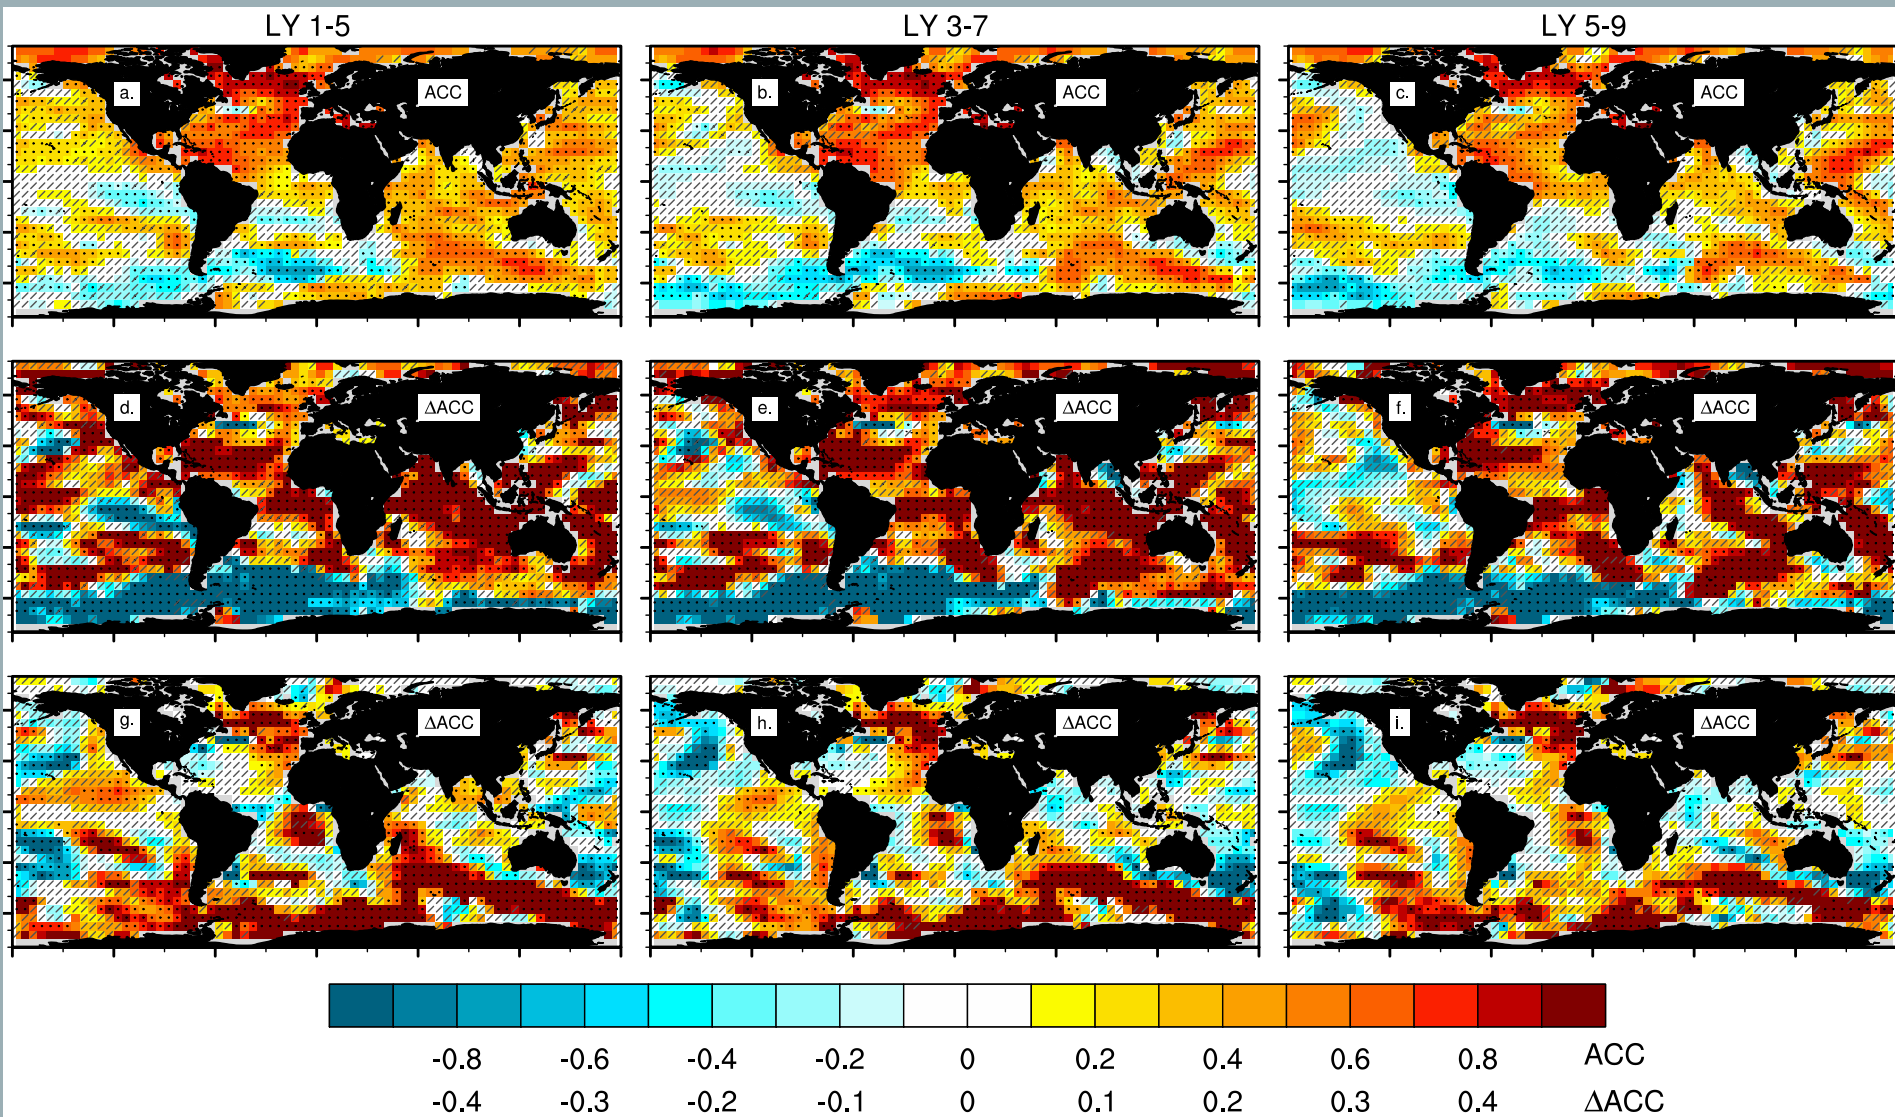 LY 1-5 LY 3-7 LY 5-9
a. ACC b. ACC c. ACC
d. ΔACC e. ΔACC f. ΔACC
g. ΔACC h. ΔACC i. ΔACC
-0.8 -0.6 -0.4 -0.2 0 0.2 0.4 0.6 0.8 ACC
-0.4 -0.3 -0.2 -0.1 0 0.1 0.2 0.3 0.4 ΔACC